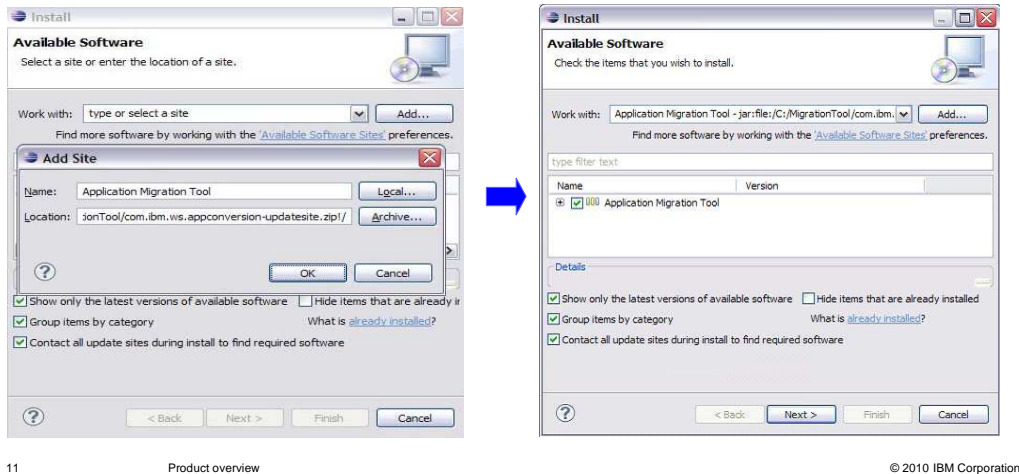 Install
Available Software
Select a site or enter the location of a site.
Work with: type or select a site Add...
Find more software by working with the 'Available Software Sites' preferences.
Add Site
Name: Application Migration Tool Local...
Location: ionTool/com.ibm.ws.appconversion-updatesite.zip!/ Archive...
OK Cancel
Show only the latest versions of available software Hide items that are already in
Group items by category What is already installed?
Contact all update sites during install to find required software
< Back Next > Finish Cancel
Install
Available Software
Check the items that you wish to install.
Work with: Application Migration Tool - jar:file:/C:/MigrationTool/com.ibm. Add...
Find more software by working with the 'Available Software Sites' preferences.
type filter text
Name Version
Application Migration Tool
Details
Show only the latest versions of available software Hide items that are already installed
Group items by category What is already installed?
Contact all update sites during install to find required software
< Back Next > Finish Cancel
11 Product overview © 2010 IBM Corporation